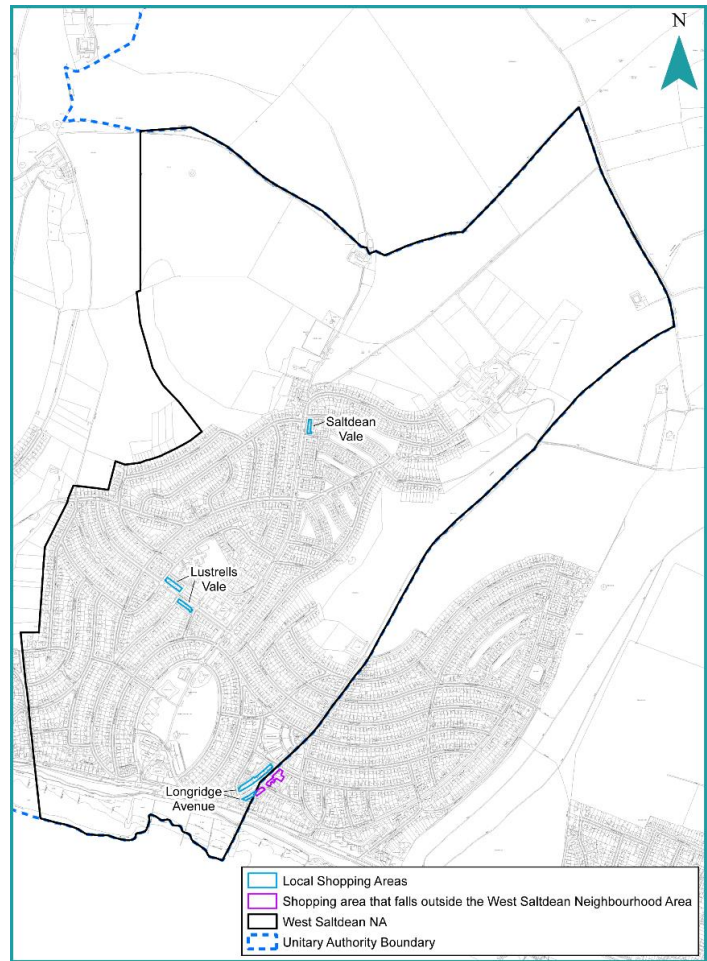 N
Saltdean
Vale
Lustrells
Vale
Longridge
Avenue
Local Shopping Areas
Shopping area that falls outside the West Saltdean Neighbourhood Area
West Saltdean NA
Unitary Authority Boundary